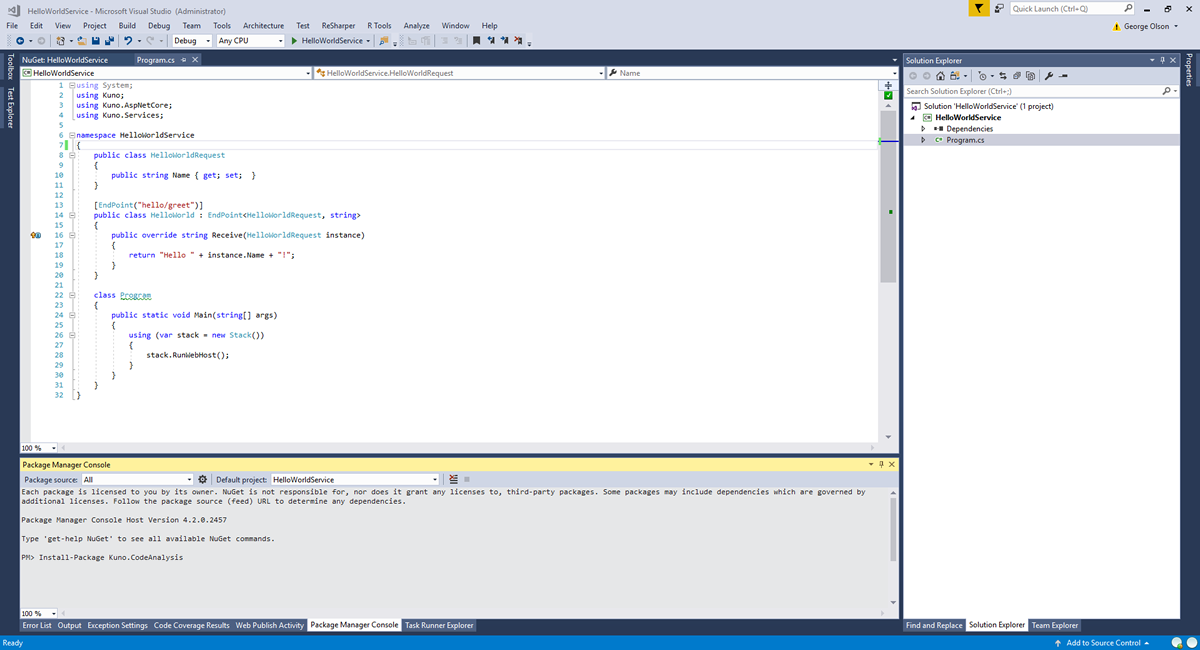 HelloWorldService - Microsoft Visual Studio (Administrator)
Quick Launch (Ctrl+Q)
File Edit View Project Build Debug Team Tools Architecture Test ReSharper R Tools Analyze Window Help
George Olson
Debug Any CPU HelloWorldService
Toolbox
Test Explorer
NuGet: HelloWorldService Program.cs
HelloWorldService HelloWorldService.HelloWorldRequest Name
1 using System;
2 using Kuno;
3 using Kuno.AspNetCore;
4 using Kuno.Services;
5
6 namespace HelloWorldService
7 {
8 public class HelloWorldRequest
9 {
10 public string Name { get; set; }
11 }
12
13 [EndPoint("hello/greet")]
14 public class HelloWorld : EndPoint<HelloWorldRequest, string>
15 {
16 public override string Receive(HelloWorldRequest instance)
17 {
18 return "Hello " + instance.Name + "!";
19 }
20 }
21
22 class Program
23 {
24 public static void Main(string[] args)
25 {
26 using (var stack = new Stack())
27 {
28 stack.RunWebHost();
29 }
30 }
31 }
32 }
100 %
Package Manager Console
Package source: All Default project: HelloWorldService
Each package is licensed to you by its owner. NuGet is not responsible for, nor does it grant any licenses to, third-party packages. Some packages may include dependencies which are governed by
additional licenses. Follow the package source (feed) URL to determine any dependencies.
Package Manager Console Host Version 4.2.0.2457
Type 'get-help NuGet' to see all available NuGet commands.
PM> Install-Package Kuno.CodeAnalysis
100 %
Error List Output Exception Settings Code Coverage Results Web Publish Activity Package Manager Console Task Runner Explorer
Solution Explorer
Search Solution Explorer (Ctrl+;)
Solution 'HelloWorldService' (1 project)
HelloWorldService
Dependencies
Program.cs
Find and Replace Solution Explorer Team Explorer
Properties
Ready
Add to Source Control